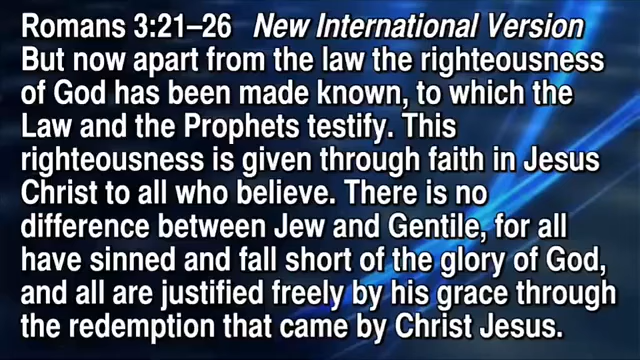 Romans 3:21–26 New International Version
But now apart from the law the righteousness
of God has been made known, to which the
Law and the Prophets testify. This
righteousness is given through faith in Jesus
Christ to all who believe. There is no
difference between Jew and Gentile, for all
have sinned and fall short of the glory of God,
and all are justified freely by his grace through
the redemption that came by Christ Jesus.